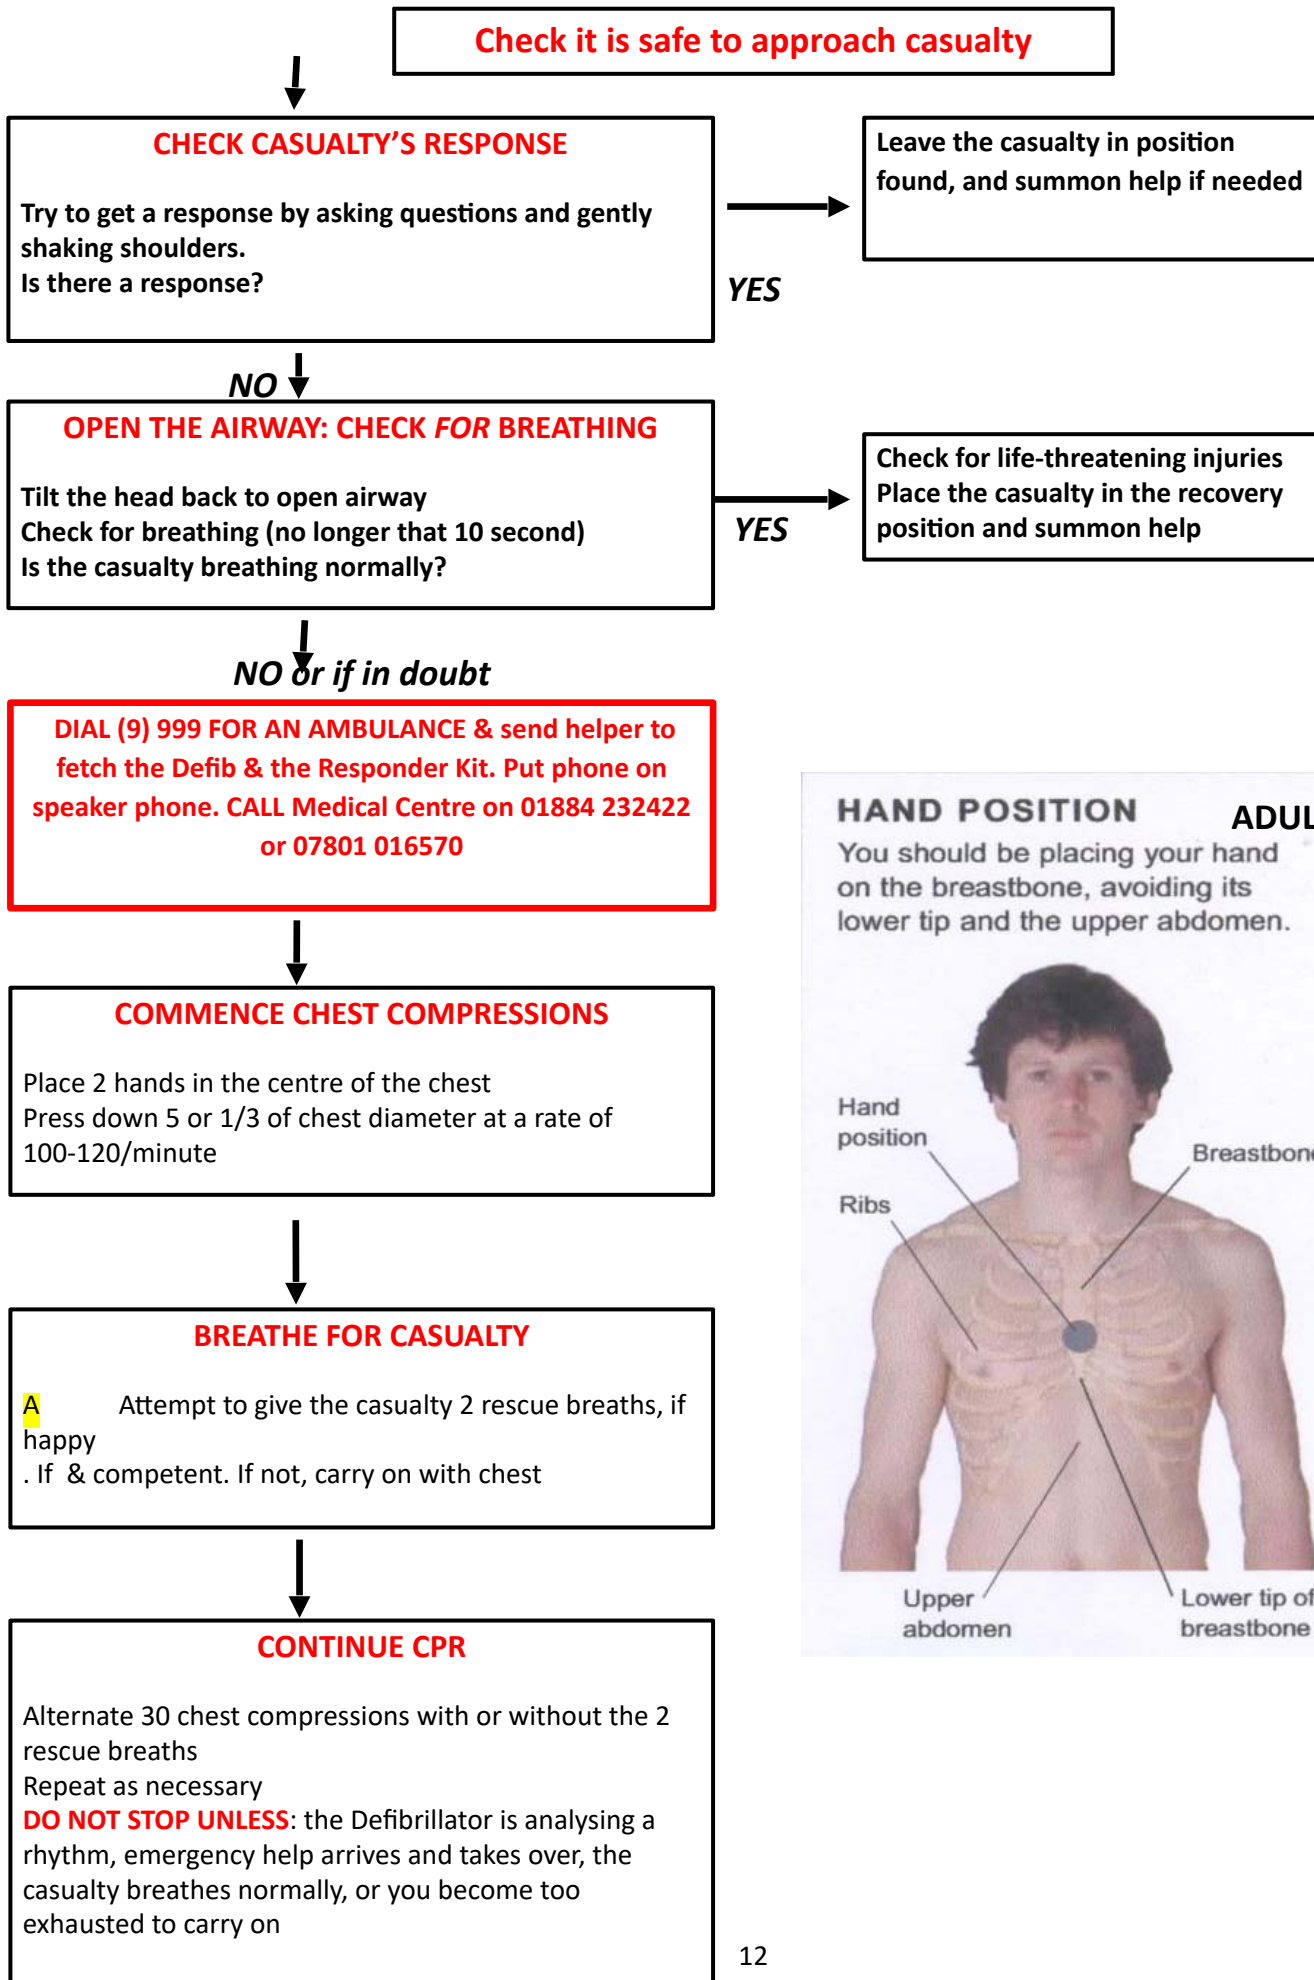 Check it is safe to approach casualty
CHECK CASUALTY'S RESPONSE
Try to get a response by asking questions and gently
shaking shoulders.
Is there a response?
YES
Leave the casualty in position
found, and summon help if needed
NO
OPEN THE AIRWAY: CHECK FOR BREATHING
Tilt the head back to open airway
Check for breathing (no longer that 10 second)
Is the casualty breathing normally?
YES
Check for life-threatening injuries
Place the casualty in the recovery
position and summon help
NO or if in doubt
DIAL (9) 999 FOR AN AMBULANCE & send helper to
fetch the Defib & the Responder Kit. Put phone on
speaker phone. CALL Medical Centre on 01884 232422
or 07801 016570
COMMENCE CHEST COMPRESSIONS
Place 2 hands in the centre of the chest
Press down 5 or 1/3 of chest diameter at a rate of
100-120/minute
BREATHE FOR CASUALTY
A Attempt to give the casualty 2 rescue breaths, if
happy
. If & competent. If not, carry on with chest
CONTINUE CPR
Alternate 30 chest compressions with or without the 2
rescue breaths
Repeat as necessary
DO NOT STOP UNLESS: the Defibrillator is analysing a
rhythm, emergency help arrives and takes over, the
casualty breathes normally, or you become too
exhausted to carry on
HAND POSITION
ADUL
You should be placing your hand
on the breastbone, avoiding its
lower tip and the upper abdomen.
Hand
position
Breastbone
Ribs
Upper
abdomen
Lower tip of
breastbone
12